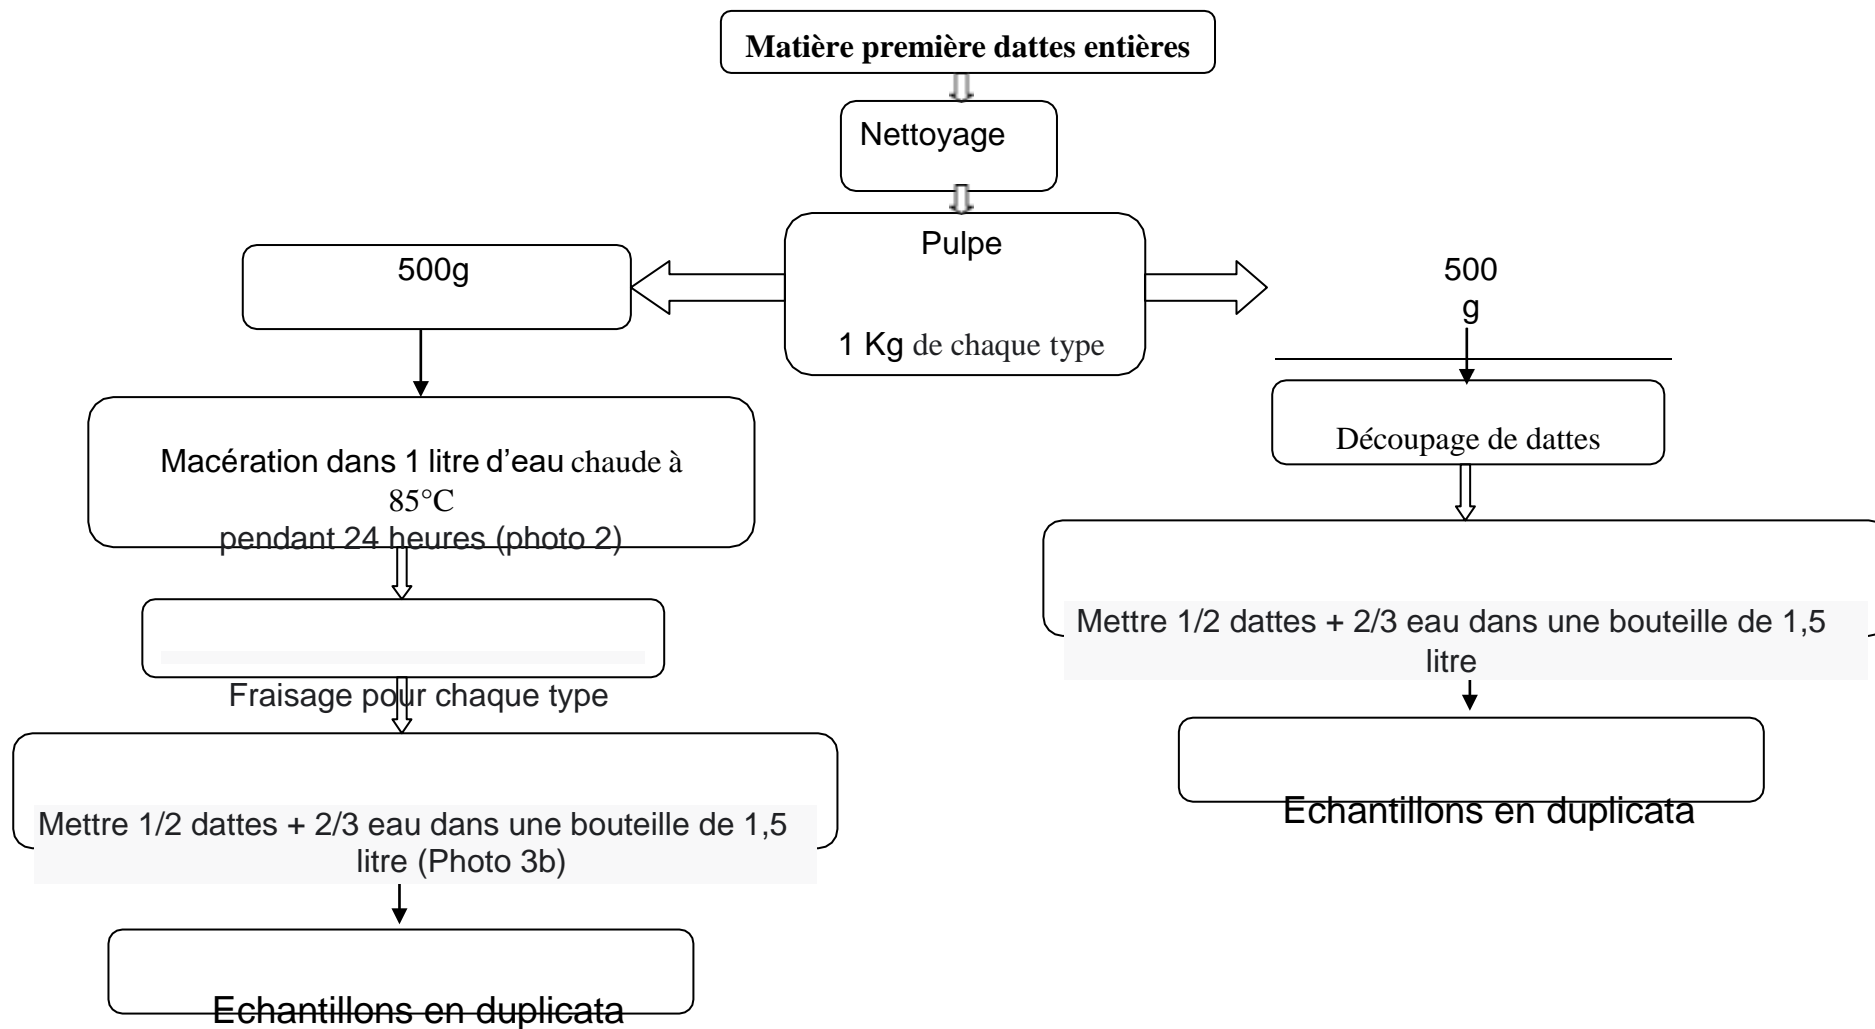 Matière première dattes entières
Nettoyage
Pulpe
1 Kg de chaque type
500g
Macération dans 1 litre d'eau chaude à
85°C
pendant 24 heures (photo 2)
Fraisage pour chaque type
Mettre 1/2 dattes + 2/3 eau dans une bouteille de 1,5
litre (Photo 3b)
Echantillons en duplicata
500
g
Découpage de dattes
Mettre 1/2 dattes + 2/3 eau dans une bouteille de 1,5
litre
Echantillons en duplicata